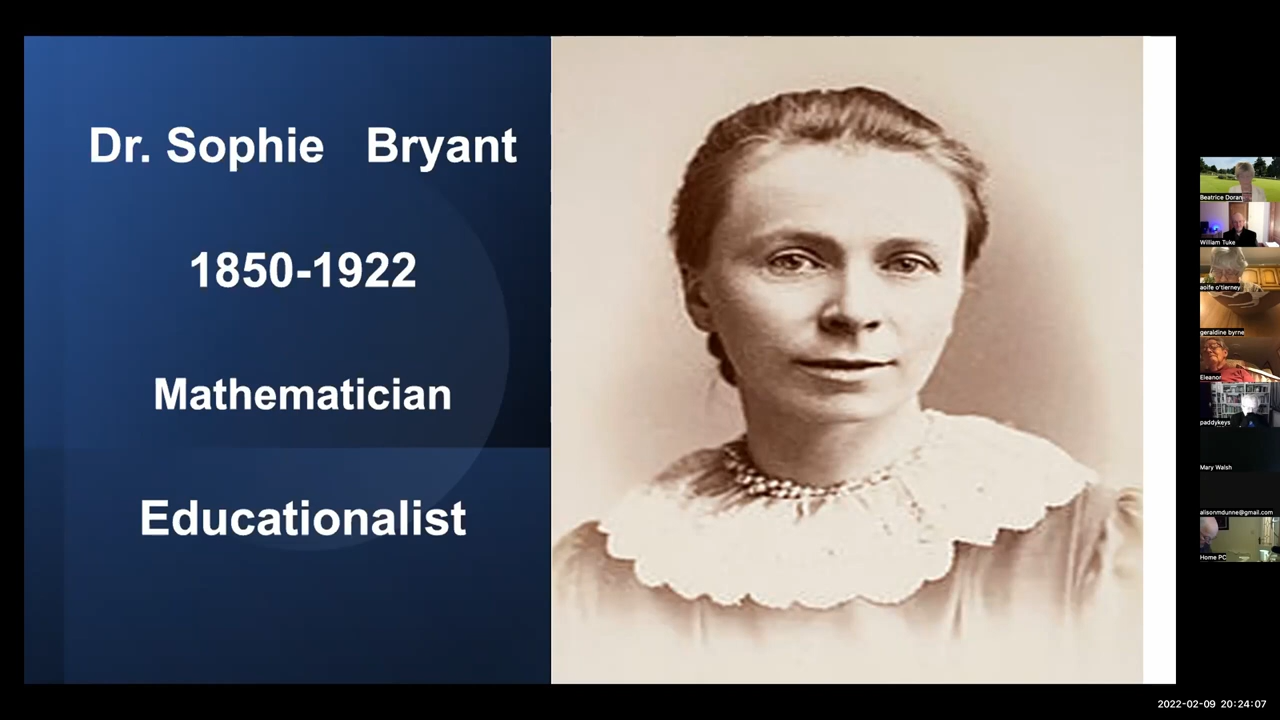 Dr. Sophie Bryant
1850-1922
Mathematician
Educationalist
Beatrice Doran
William Tuke
aoife o'tierney
geraldine byrne
Eleanor
paddykeys
Mary Walsh
alisonmdunne@gmail.com
Home PC
2022-02-09 20:24:07